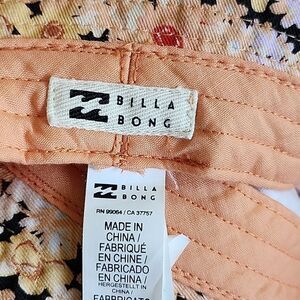 BILLA
BONG
BILLA
BONG
RN 99064 / CA 37757
MADE IN
CHINA /
FABRIQUÉ
EN CHINE /
FABRICADO
EN CHINA /
HERGESTELLT IN
CHINA /
FABRICATO